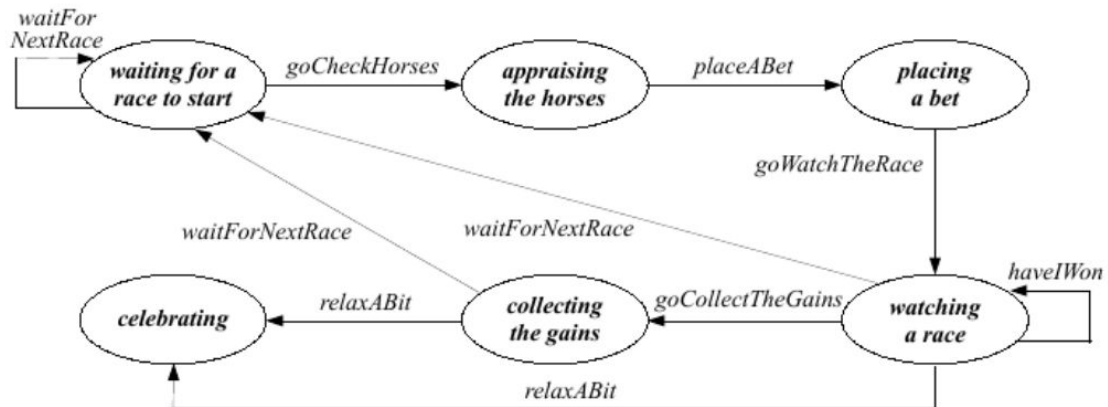 waitFor
NextRace
waiting for a
race to start
goCheckHorses
appraising
the horses
placeABet
placing
a bet
goWatchTheRace
waitForNextRace
waitForNextRace
haveIWon
celebrating
relaxABit
collecting
the gains
goCollectTheGains
watching
a race
relaxABit